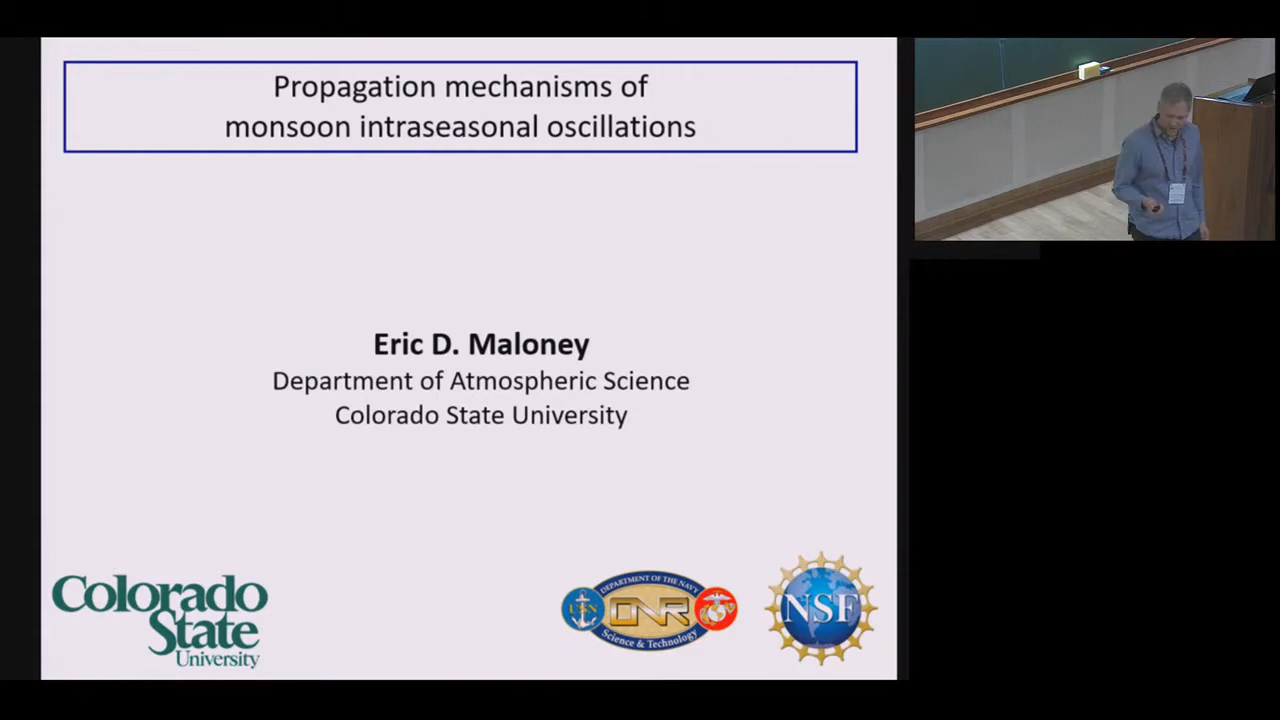 Propagation mechanisms of
monsoon intraseasonal oscillations
Eric D. Maloney
Department of Atmospheric Science
Colorado State University
Colorado
State
University
DEPARTMENT OF THE NAVY
USN
ONR
Science & Technology
NSF